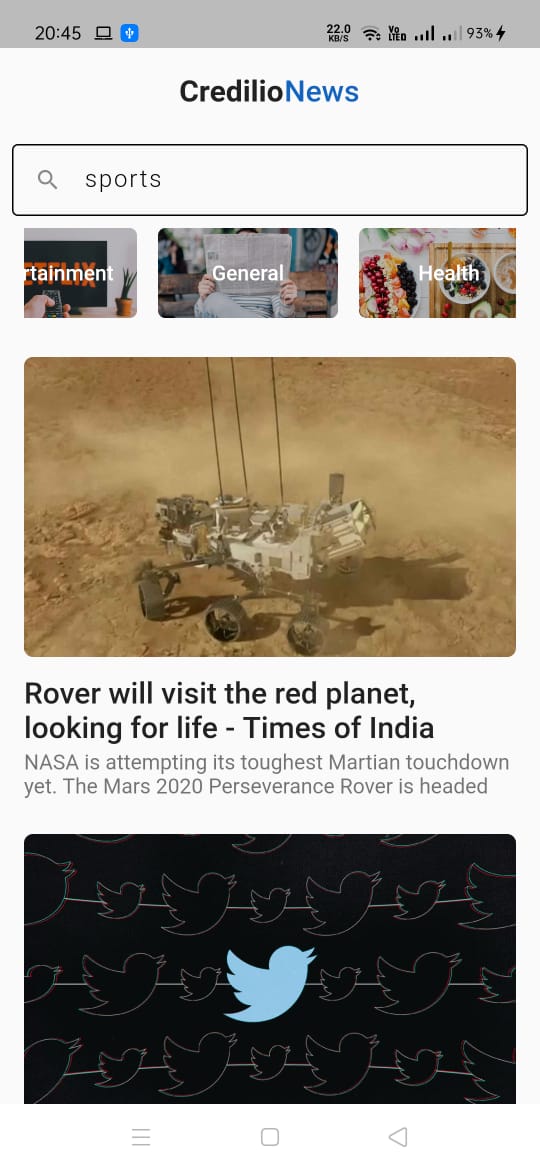 20:45 22.0 KB/S Vo LTED 93%
CredilioNews
sports
rtainment General Health
NETFLIX
Rover will visit the red planet,
looking for life - Times of India
NASA is attempting its toughest Martian touchdown
yet. The Mars 2020 Perseverance Rover is headed